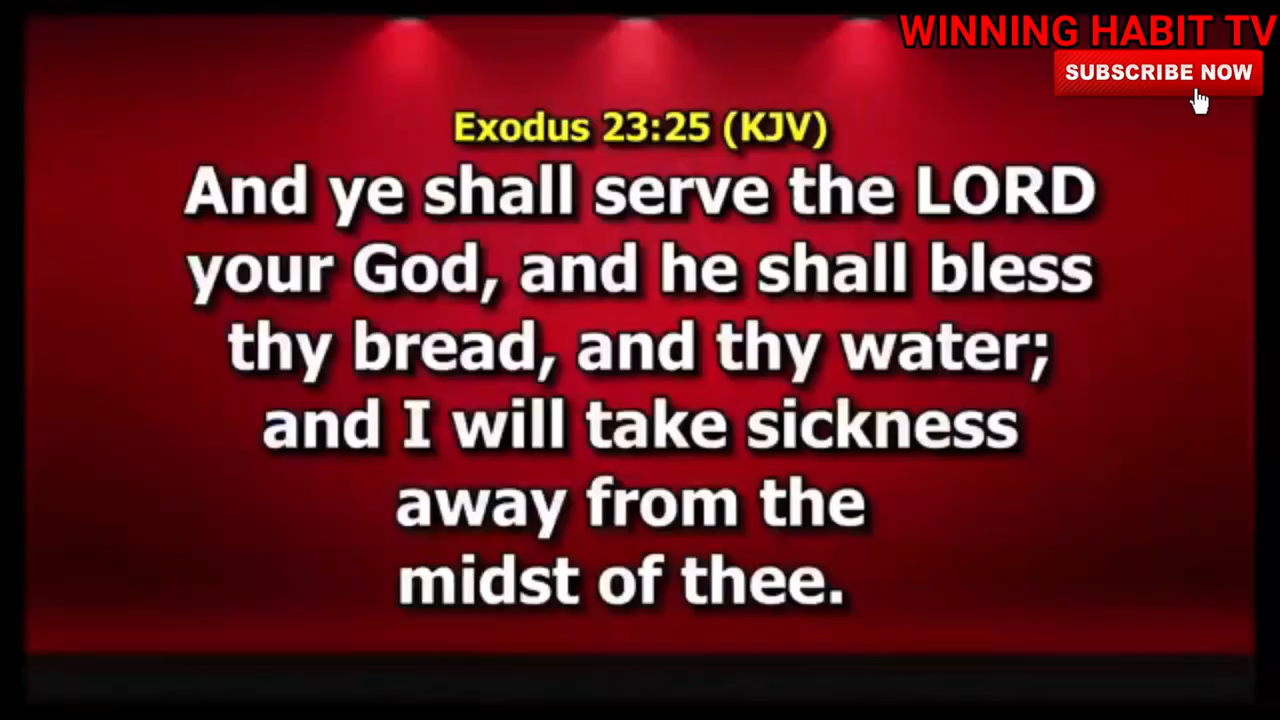 WINNING HABIT TV
SUBSCRIBE NOW
Exodus 23:25 (KJV)
And ye shall serve the LORD
your God, and he shall bless
thy bread, and thy water;
and I will take sickness
away from the
midst of thee.